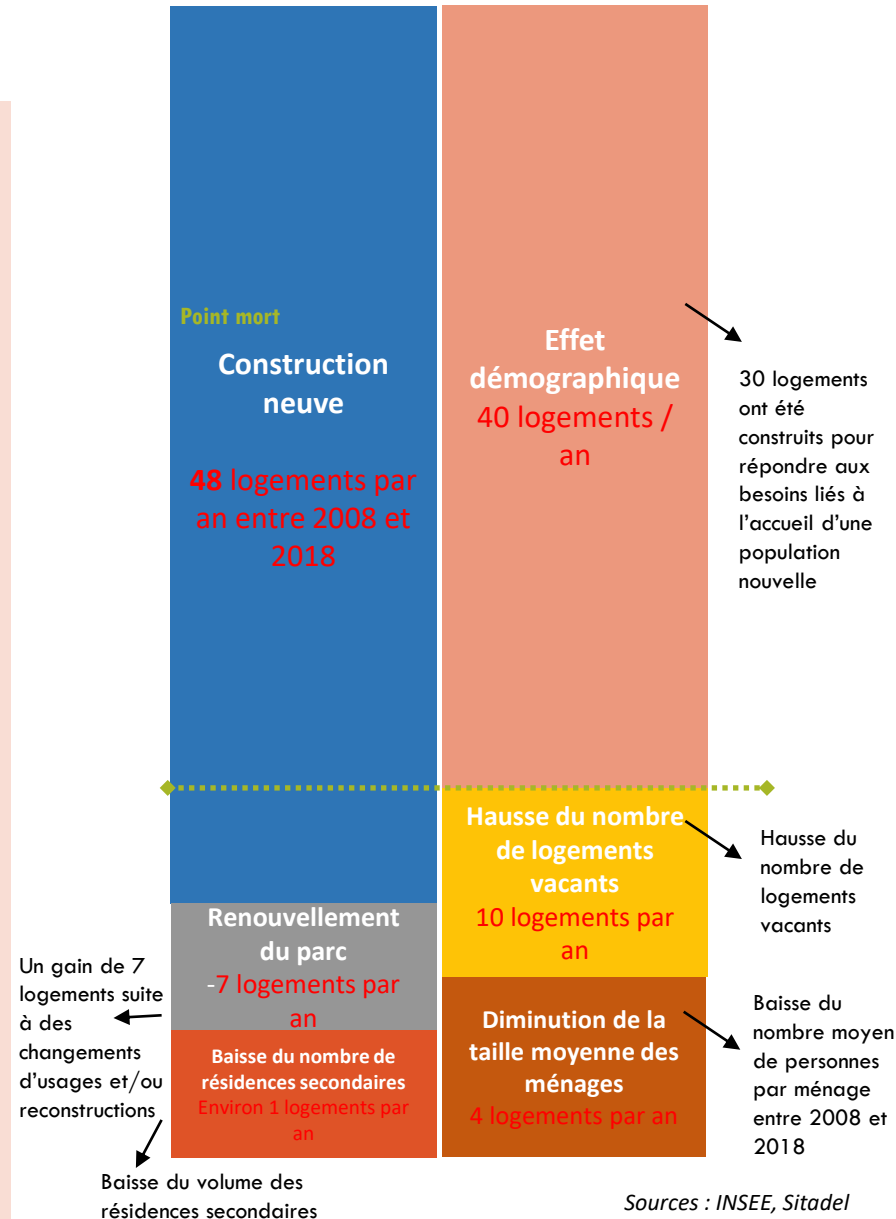 Point mort
Construction
neuve
48 logements par
an entre 2008 et
2018
Effet
démographique
40 logements /
an
30 logements
ont été
construits pour
répondre aux
besoins liés à
l'accueil d'une
population
nouvelle
Hausse du nombre
de logements
vacants
10 logements par
an
Hausse du
nombre de
logements
vacants
Renouvellement
du parc
-7 logements par
an
Un gain de 7
logements suite
à des
changements
d'usages et/ou
reconstructions
Baisse du nombre de
résidences secondaires
Environ 1 logements par
an
Diminution de la
taille moyenne des
ménages
4 logements par an
Baisse du
nombre moyen
de personnes
par ménage
entre 2008 et
2018
Baisse du volume des
résidences secondaires
Sources : INSEE, Sitadel